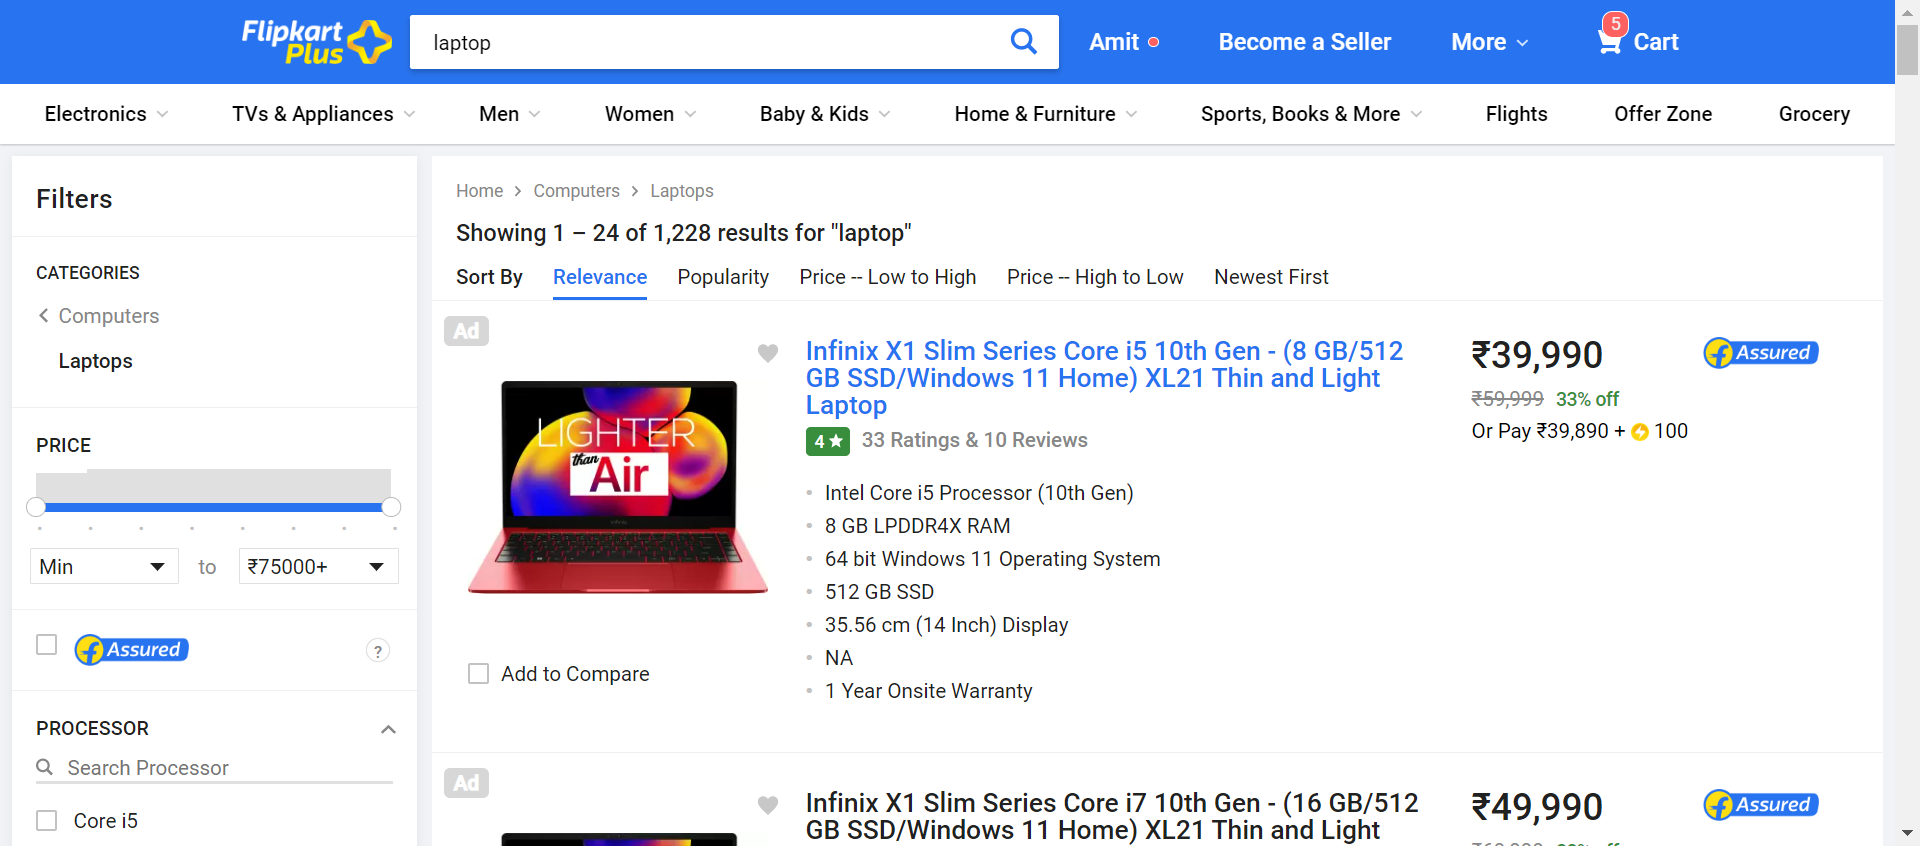 Flipkart
Plus
laptop
Amit
Become a Seller
More
5
Cart
Electronics
TVs & Appliances
Men
Women
Baby & Kids
Home & Furniture
Sports, Books & More
Flights
Offer Zone
Grocery
Filters
CATEGORIES
Computers
Laptops
PRICE
Min
to
₹75000+
f Assured
?
PROCESSOR
Search Processor
Core i5
Home
Computers
Laptops
Showing 1 – 24 of 1,228 results for "laptop"
Sort By
Relevance
Popularity
Price -- Low to High
Price -- High to Low
Newest First
Ad
LIGHTER
than
Air
Add to Compare
Infinix X1 Slim Series Core i5 10th Gen - (8 GB/512
GB SSD/Windows 11 Home) XL21 Thin and Light
Laptop
4★
33 Ratings & 10 Reviews
Intel Core i5 Processor (10th Gen)
8 GB LPDDR4X RAM
64 bit Windows 11 Operating System
512 GB SSD
35.56 cm (14 Inch) Display
NA
1 Year Onsite Warranty
₹39,990
₹59,999 33% off
Or Pay ₹39,890 + 100
f Assured
Ad
Infinix X1 Slim Series Core i7 10th Gen - (16 GB/512
GB SSD/Windows 11 Home) XL21 Thin and Light
₹49,990
f Assured